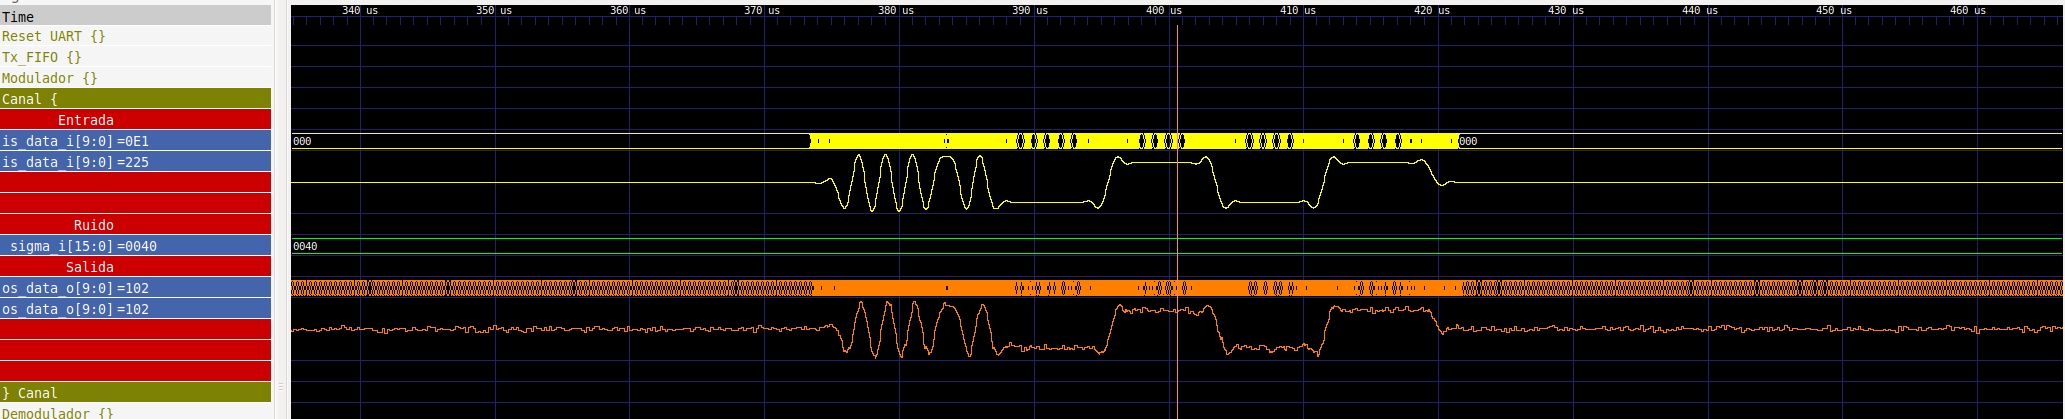 340 us 350 us 360 us 370 us 380 us 390 us 400 us 410 us 420 us 430 us 440 us 450 us 460 us
Time
Reset UART {}
Tx_FIFO {}
Modulador {}
Canal {
Entrada
is_data_i[9:0]=0E1 000 000
is_data_i[9:0]=225
Ruido
sigma_i[15:0]=0040 0040
Salida
os_data_o[9:0]=102
os_data_o[9:0]=102
} Canal
Demodulador {}